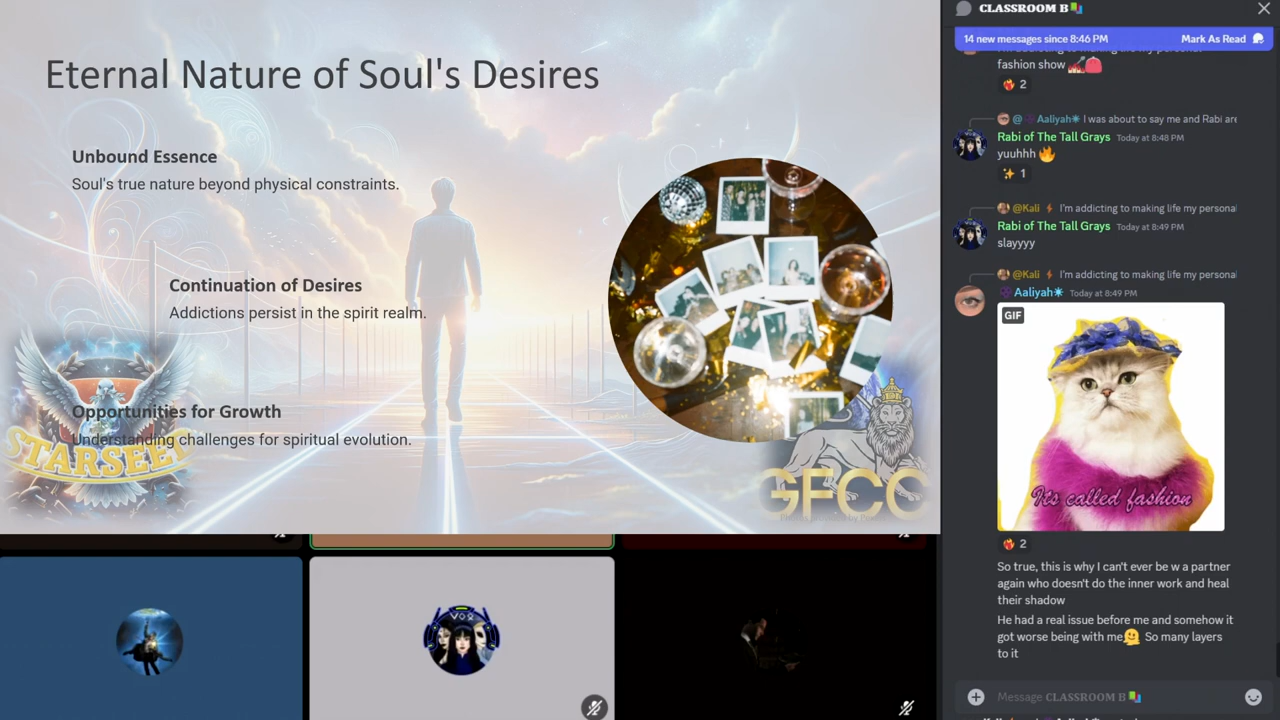 Eternal Nature of Soul's Desires
Unbound Essence
Soul's true nature beyond physical constraints.
Continuation of Desires
Addictions persist in the spirit realm.
Opportunities for Growth
Understanding challenges for spiritual evolution.
STARSEED
GFCC
VOX
CLASSROOM B
14 new messages since 8:46 PM Mark As Read
fashion show
2
@ Aaliyah I was about to say me and Rabi are
Rabi of The Tall Grays Today at 8:48 PM
yuuhhh
1
@Kali I'm addicting to making life my personal
Rabi of The Tall Grays Today at 8:49 PM
slayyyy
@Kali I'm addicting to making life my personal
Aaliyah Today at 8:49 PM
GIF
It's called fashion
2
So true, this is why I can't ever be w a partner
again who doesn't do the inner work and heal
their shadow
He had a real issue before me and somehow it
got worse being with me So many layers
to it
Message CLASSROOM B